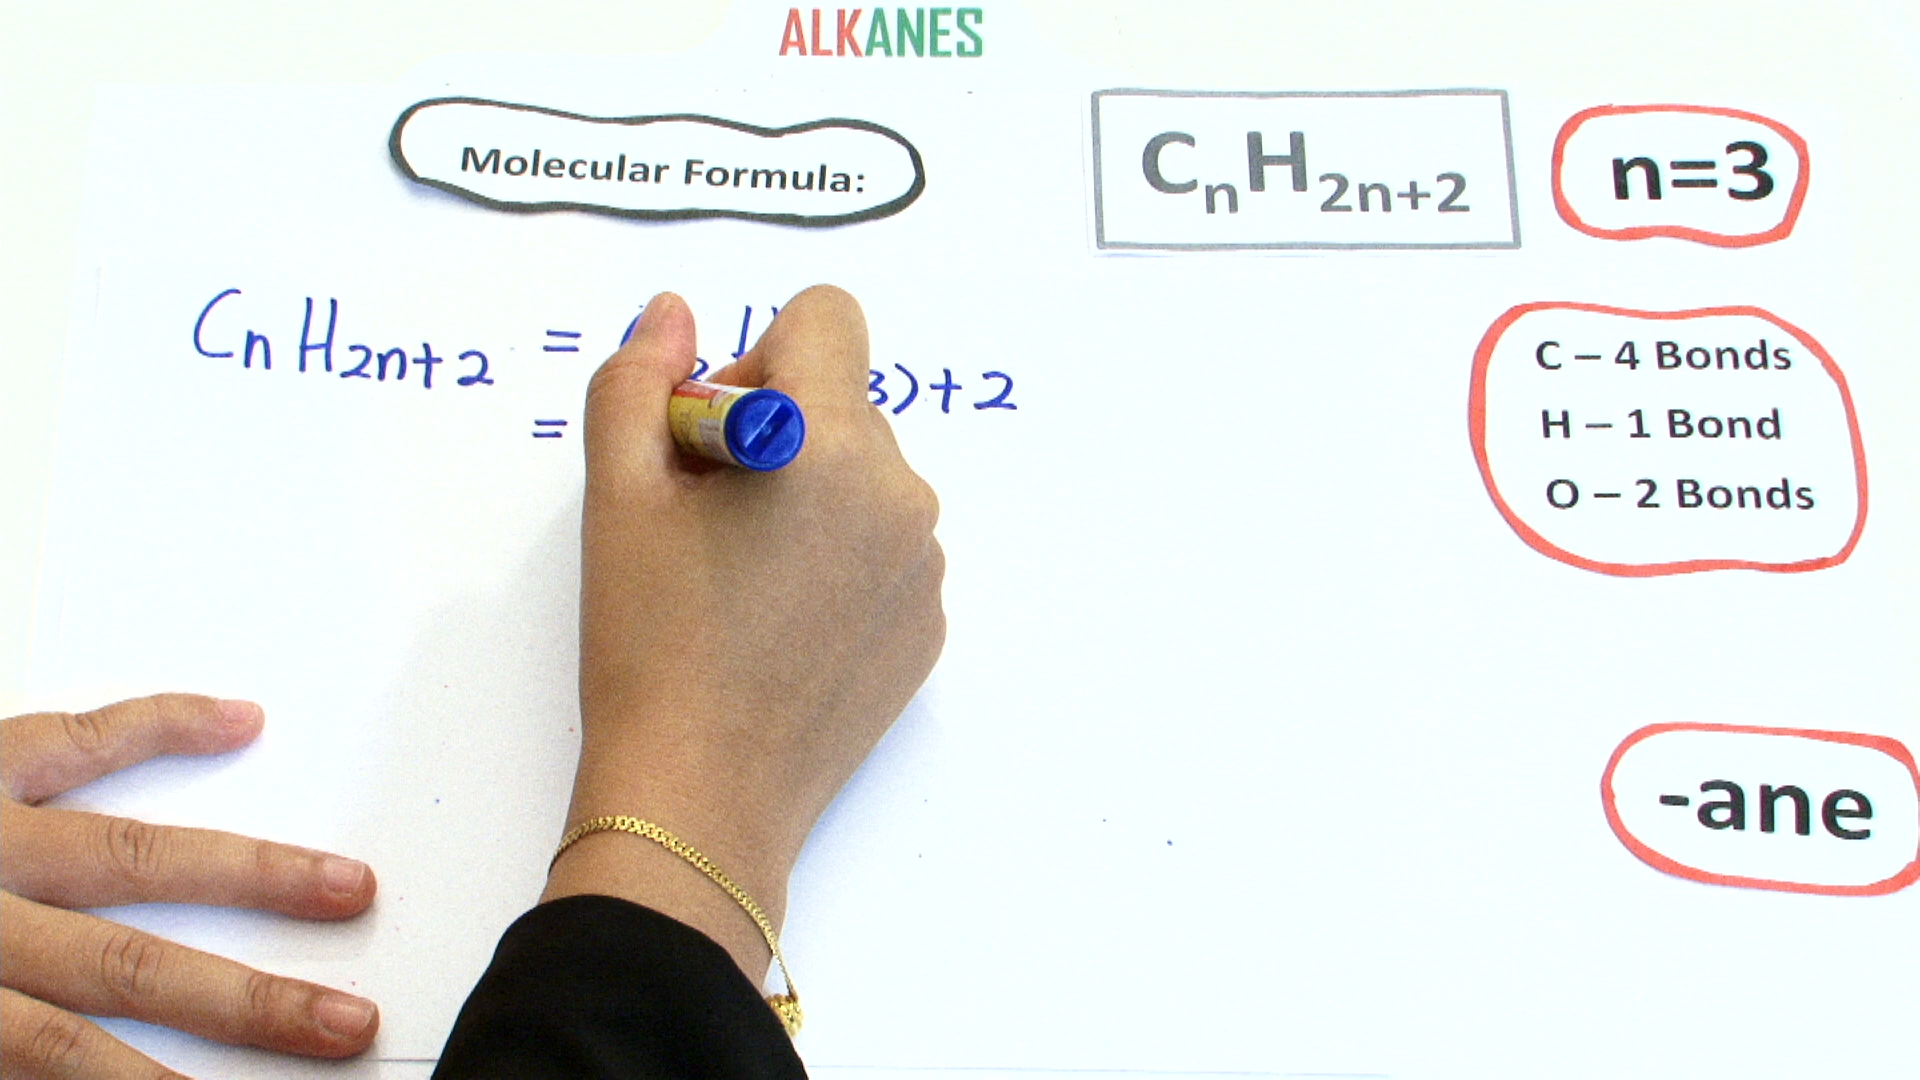 ALKANES
Molecular Formula:
CₙH₂ₙ₊₂
n=3
CₙH₂ₙ₊₂ = 3)+2
=
C – 4 Bonds
H – 1 Bond
O – 2 Bonds
-ane